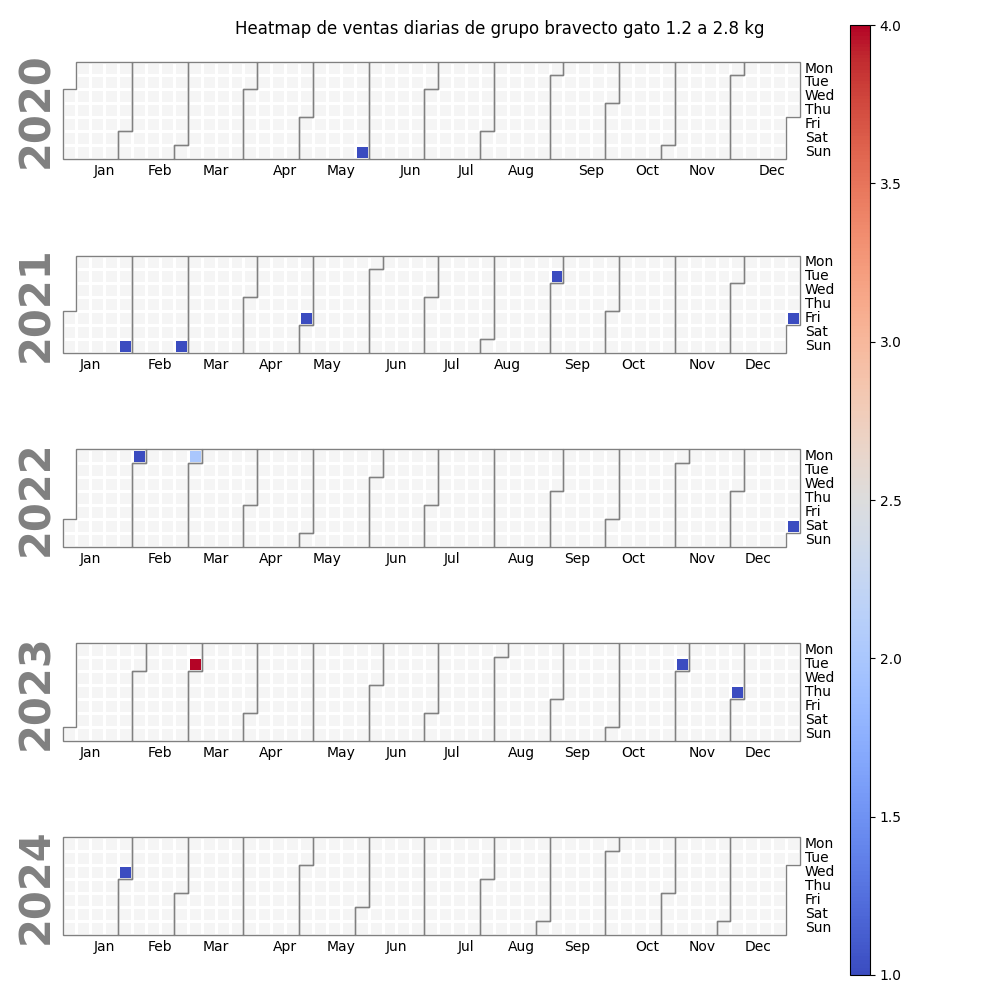 Heatmap de ventas diarias de grupo bravecto gato 1.2 a 2.8 kg
2020
Mon
Tue
Wed
Thu
Fri
Sat
Sun
Jan Feb Mar Apr May Jun Jul Aug Sep Oct Nov Dec
2021
Mon
Tue
Wed
Thu
Fri
Sat
Sun
Jan Feb Mar Apr May Jun Jul Aug Sep Oct Nov Dec
2022
Mon
Tue
Wed
Thu
Fri
Sat
Sun
Jan Feb Mar Apr May Jun Jul Aug Sep Oct Nov Dec
2023
Mon
Tue
Wed
Thu
Fri
Sat
Sun
Jan Feb Mar Apr May Jun Jul Aug Sep Oct Nov Dec
2024
Mon
Tue
Wed
Thu
Fri
Sat
Sun
Jan Feb Mar Apr May Jun Jul Aug Sep Oct Nov Dec
4.0
3.5
3.0
2.5
2.0
1.5
1.0